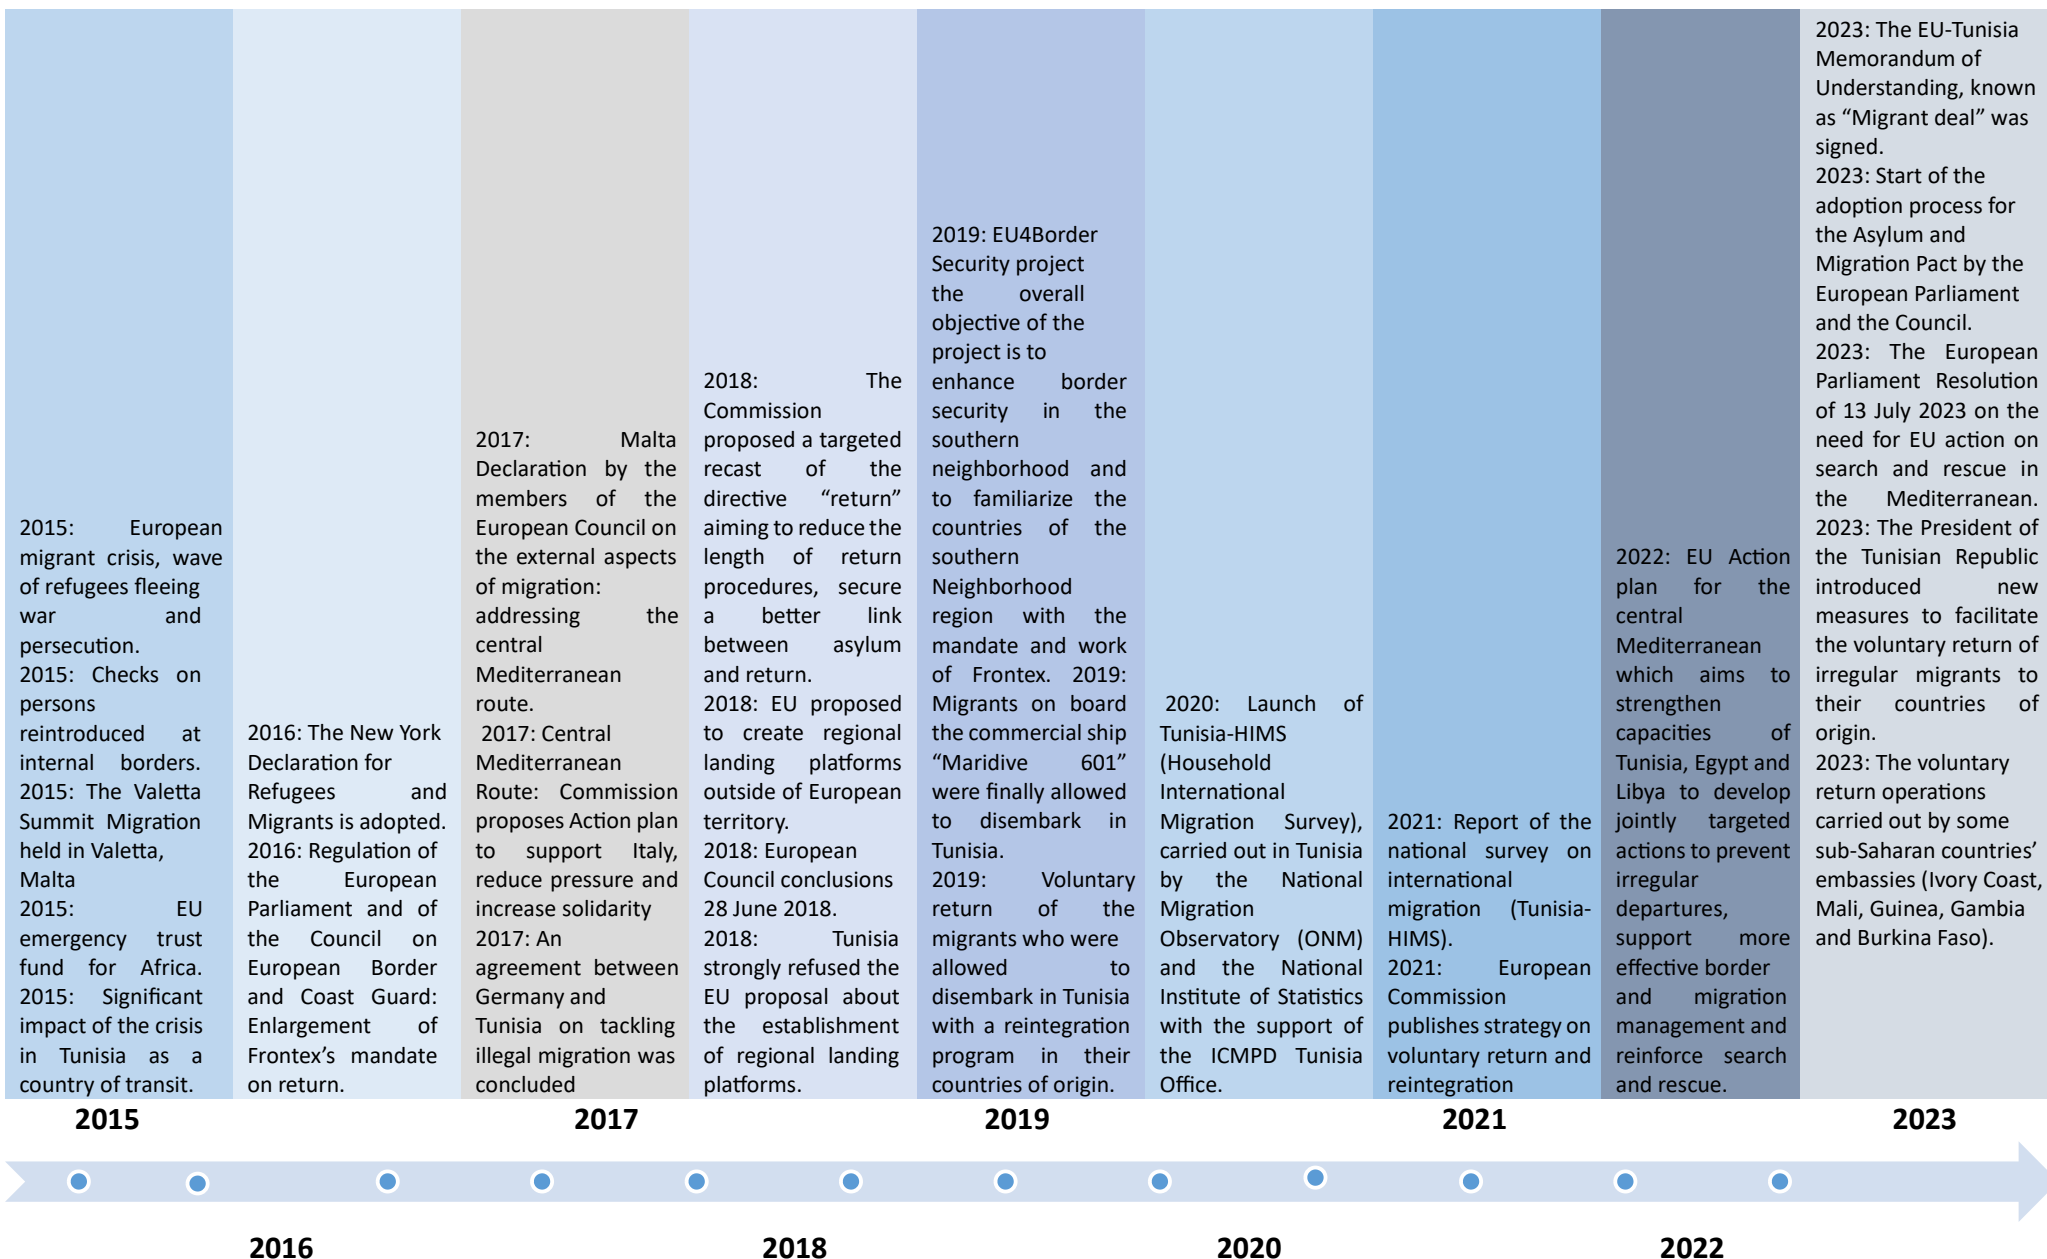 2015: European
migrant crisis, wave
of refugees fleeing
war and
persecution.
2015: Checks on
persons
reintroduced at
internal borders.
2015: The Valetta
Summit Migration
held in Valetta,
Malta
2015: EU
emergency trust
fund for Africa.
2015: Significant
impact of the crisis
in Tunisia as a
country of transit.
2016: The New York
Declaration for
Refugees and
Migrants is adopted.
2016: Regulation of
the European
Parliament and of
the Council on
European Border
and Coast Guard:
Enlargement of
Frontex’s mandate
on return.
2017: Malta
Declaration by the
members of the
European Council on
the external aspects
of migration:
addressing the
central
Mediterranean
route.
2017: Central
Mediterranean
Route: Commission
proposes Action plan
to support Italy,
reduce pressure and
increase solidarity
2017: An
agreement between
Germany and
Tunisia on tackling
illegal migration was
concluded
2018: The
Commission
proposed a targeted
recast of the
directive “return”
aiming to reduce the
length of return
procedures, secure
a better link
between asylum
and return.
2018: EU proposed
to create regional
landing platforms
outside of European
territory.
2018: European
Council conclusions
28 June 2018.
2018: Tunisia
strongly refused the
EU proposal about
the establishment
of regional landing
platforms.
2019: EU4Border
Security project
the overall
objective of the
project is to
enhance border
security in the
southern
neighborhood and
to familiarize the
countries of the
southern
Neighborhood
region with the
mandate and work
of Frontex. 2019:
Migrants on board
the commercial ship
“Maridive 601”
were finally allowed
to disembark in
Tunisia.
2019: Voluntary
return of the
migrants who were
allowed to
disembark in Tunisia
with a reintegration
program in their
countries of origin.
2020: Launch of
Tunisia-HIMS
(Household
International
Migration Survey),
carried out in Tunisia
by the National
Migration
Observatory (ONM)
and the National
Institute of Statistics
with the support of
the ICMPD Tunisia
Office.
2021: Report of the
national survey on
international
migration (Tunisia-
HIMS).
2021: European
Commission
publishes strategy on
voluntary return and
reintegration
2022: EU Action
plan for the
central
Mediterranean
which aims to
strengthen
capacities of
Tunisia, Egypt and
Libya to develop
jointly targeted
actions to prevent
irregular
departures,
support more
effective border
and migration
management and
reinforce search
and rescue.
2023: The EU-Tunisia
Memorandum of
Understanding, known
as “Migrant deal” was
signed.
2023: Start of the
adoption process for
the Asylum and
Migration Pact by the
European Parliament
and the Council.
2023: The European
Parliament Resolution
of 13 July 2023 on the
need for EU action on
search and rescue in
the Mediterranean.
2023: The President of
the Tunisian Republic
introduced new
measures to facilitate
the voluntary return of
irregular migrants to
their countries of
origin.
2023: The voluntary
return operations
carried out by some
sub-Saharan countries’
embassies (Ivory Coast,
Mali, Guinea, Gambia
and Burkina Faso).
2015 2017 2019 2021 2023
2016 2018 2020 2022